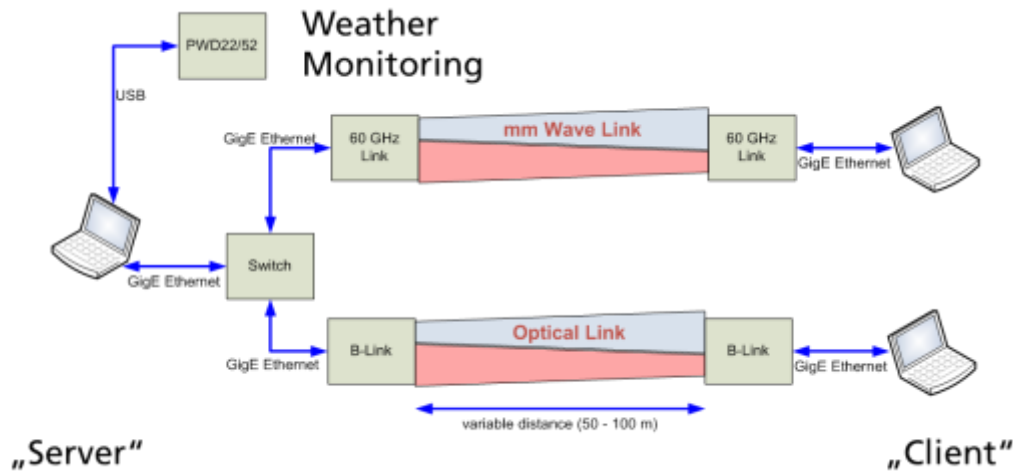 PWD22/52
Weather
Monitoring
USB
GigE Ethernet
60 GHz
Link
mm Wave Link
60 GHz
Link
GigE Ethernet
GigE Ethernet
Switch
GigE Ethernet
B-Link
Optical Link
B-Link
GigE Ethernet
variable distance (50 - 100 m)
„Server“
„Client“